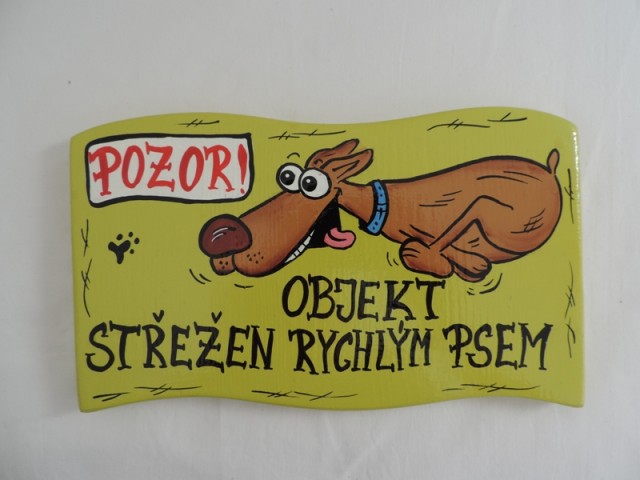 POZOR!
OBJEKT
STŘEŽEN RYCHLÝM PSEM